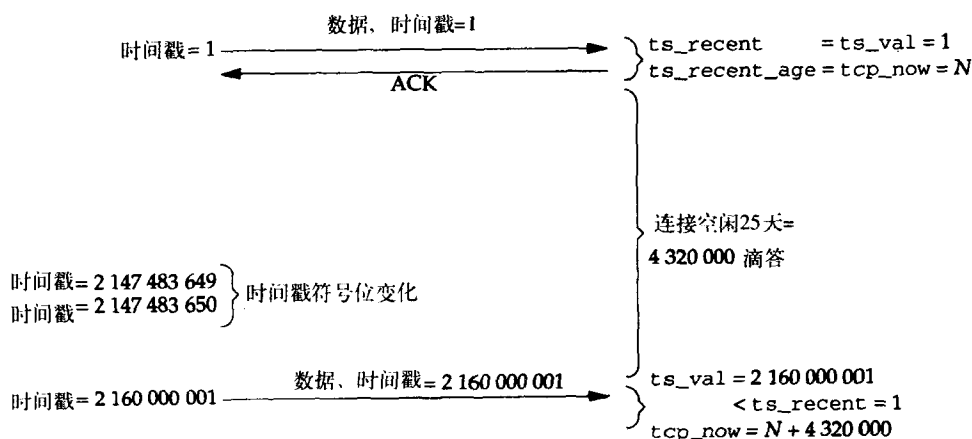 数据、时间戳=1
时间戳= 1
ts_recent = ts_val = 1
ts_recent_age = tcp_now = N
ACK
连接空闲25天=
4 320 000 滴答
时间戳= 2 147 483 649
时间戳= 2 147 483 650
时间戳符号位变化
数据、时间戳= 2 160 000 001
时间戳= 2 160 000 001
ts_val = 2 160 000 001
< ts_recent = 1
tcp_now = N + 4 320 000